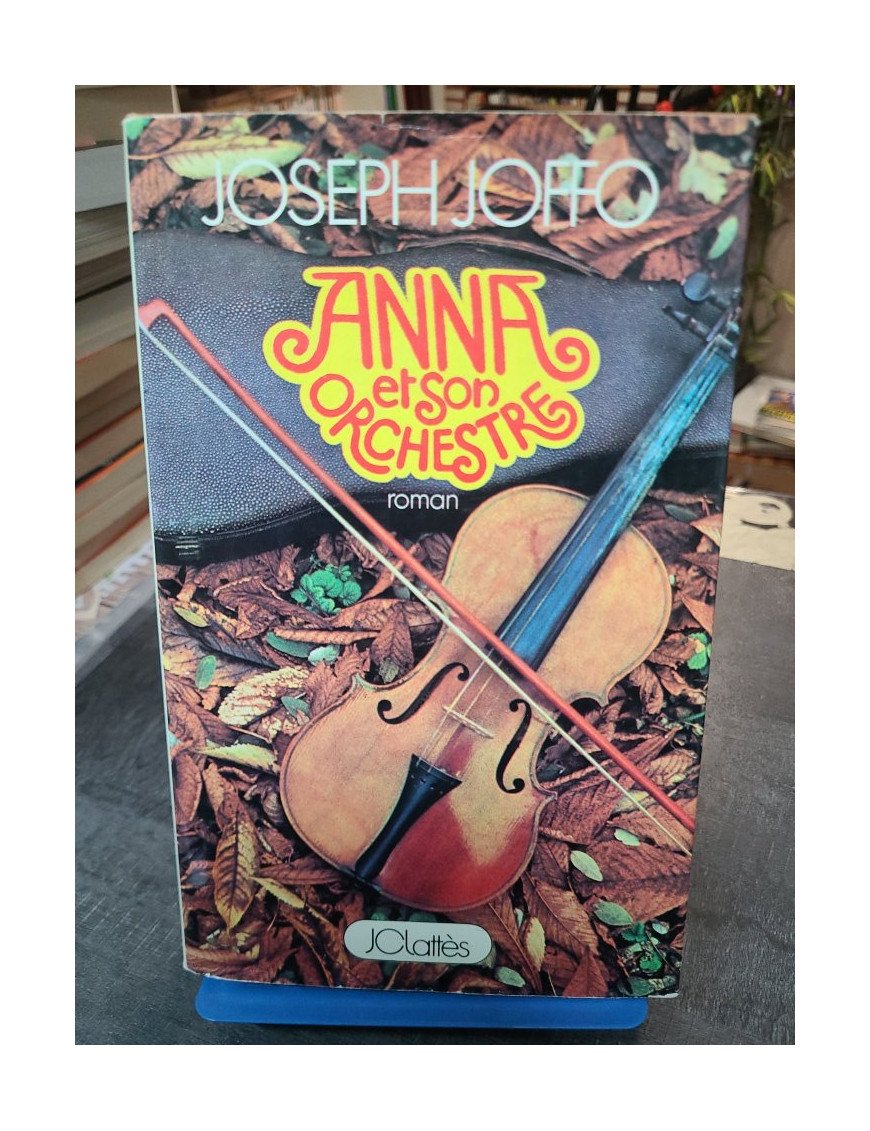 JOSEPH JOFFO
ANNA
et son
ORCHESTRE
roman
JCLattès